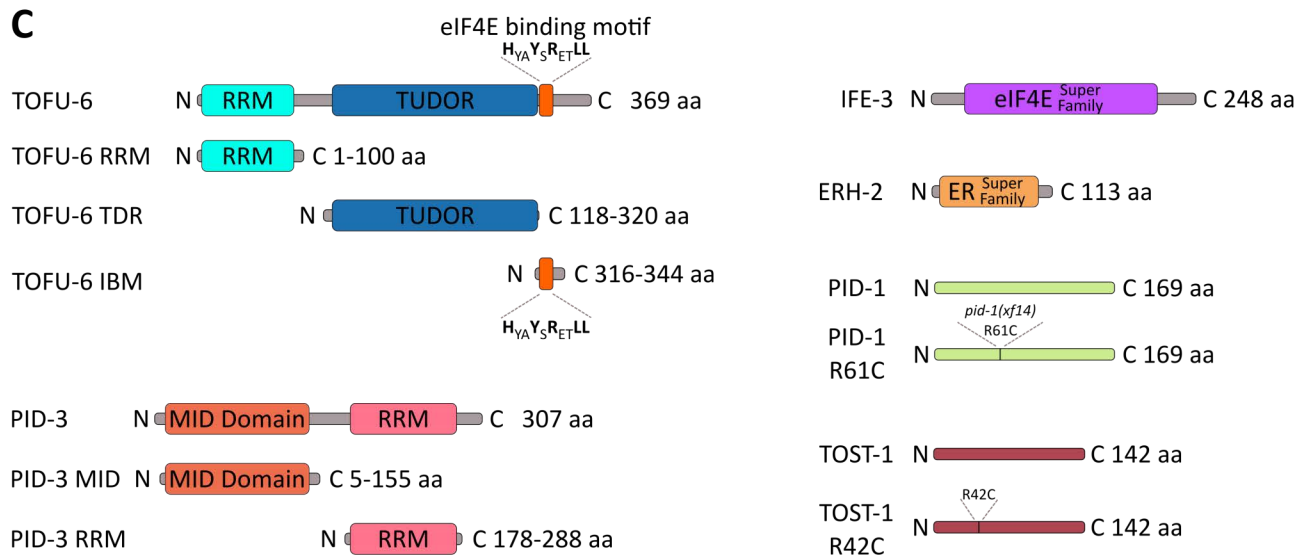 C
eIF4E binding motif
HYAYSRETLL
TOFU-6 N RRM TUDOR C 369 aa
TOFU-6 RRM N RRM C 1-100 aa
TOFU-6 TDR N TUDOR C 118-320 aa
TOFU-6 IBM N C 316-344 aa
HYAYSRETLL
PID-3 N MID Domain RRM C 307 aa
PID-3 MID N MID Domain C 5-155 aa
PID-3 RRM N RRM C 178-288 aa
IFE-3 N eIF4E Super Family C 248 aa
ERH-2 N ER Super Family C 113 aa
PID-1 N C 169 aa
pid-1(xf14)
R61C
PID-1 R61C N C 169 aa
TOST-1 N C 142 aa
R42C
TOST-1 R42C N C 142 aa